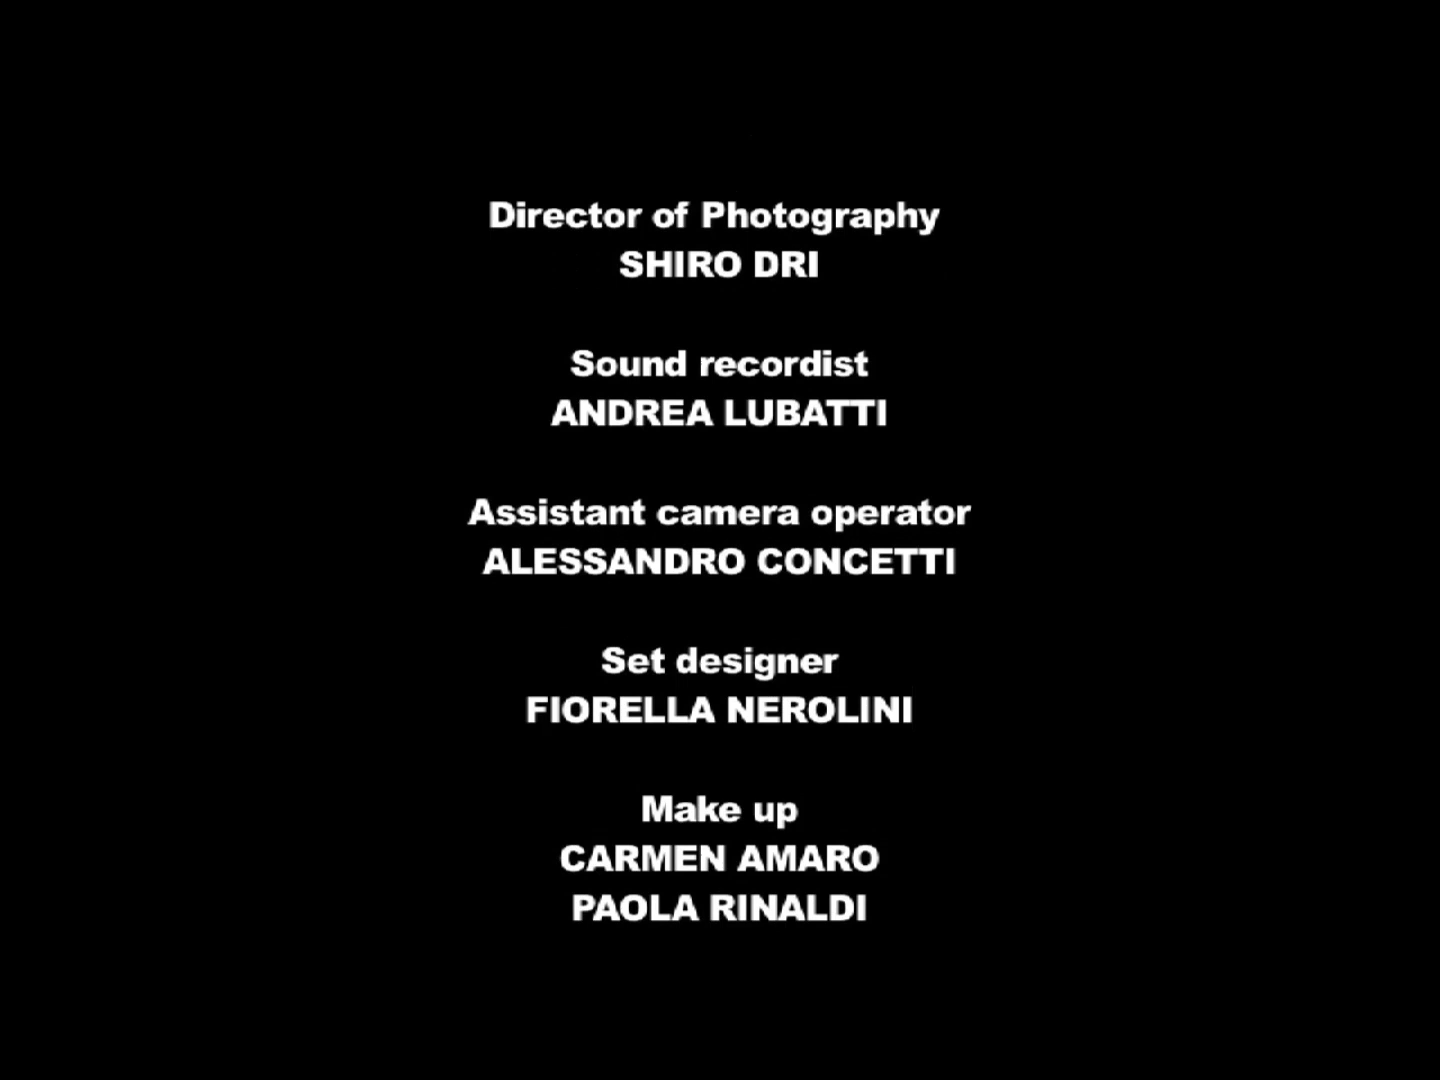 Director of Photography
SHIRO DRI
Sound recordist
ANDREA LUBATTI
Assistant camera operator
ALESSANDRO CONCETTI
Set designer
FIORELLA NEROLINI
Make up
CARMEN AMARO
PAOLA RINALDI